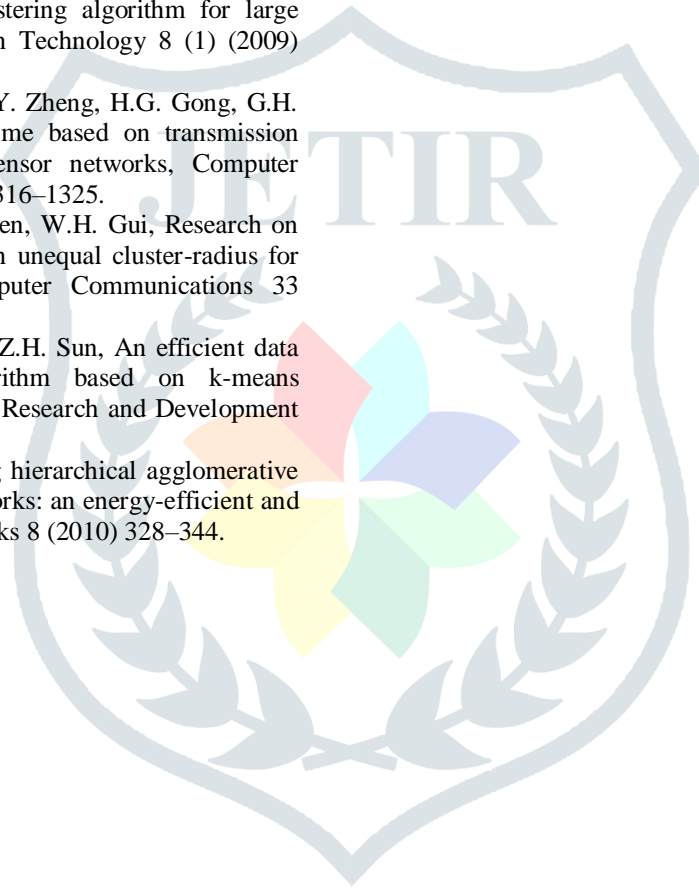 stering algorithm for large
n Technology 8 (1) (2009)
Y. Zheng, H.G. Gong, G.H.
me based on transmission
ensor networks, Computer
316–1325.
en, W.H. Gui, Research on
n unequal cluster-radius for
puter Communications 33
Z.H. Sun, An efficient data
rithm based on k-means
Research and Development
g hierarchical agglomerative
orks: an energy-efficient and
ks 8 (2010) 328–344.
JETIR